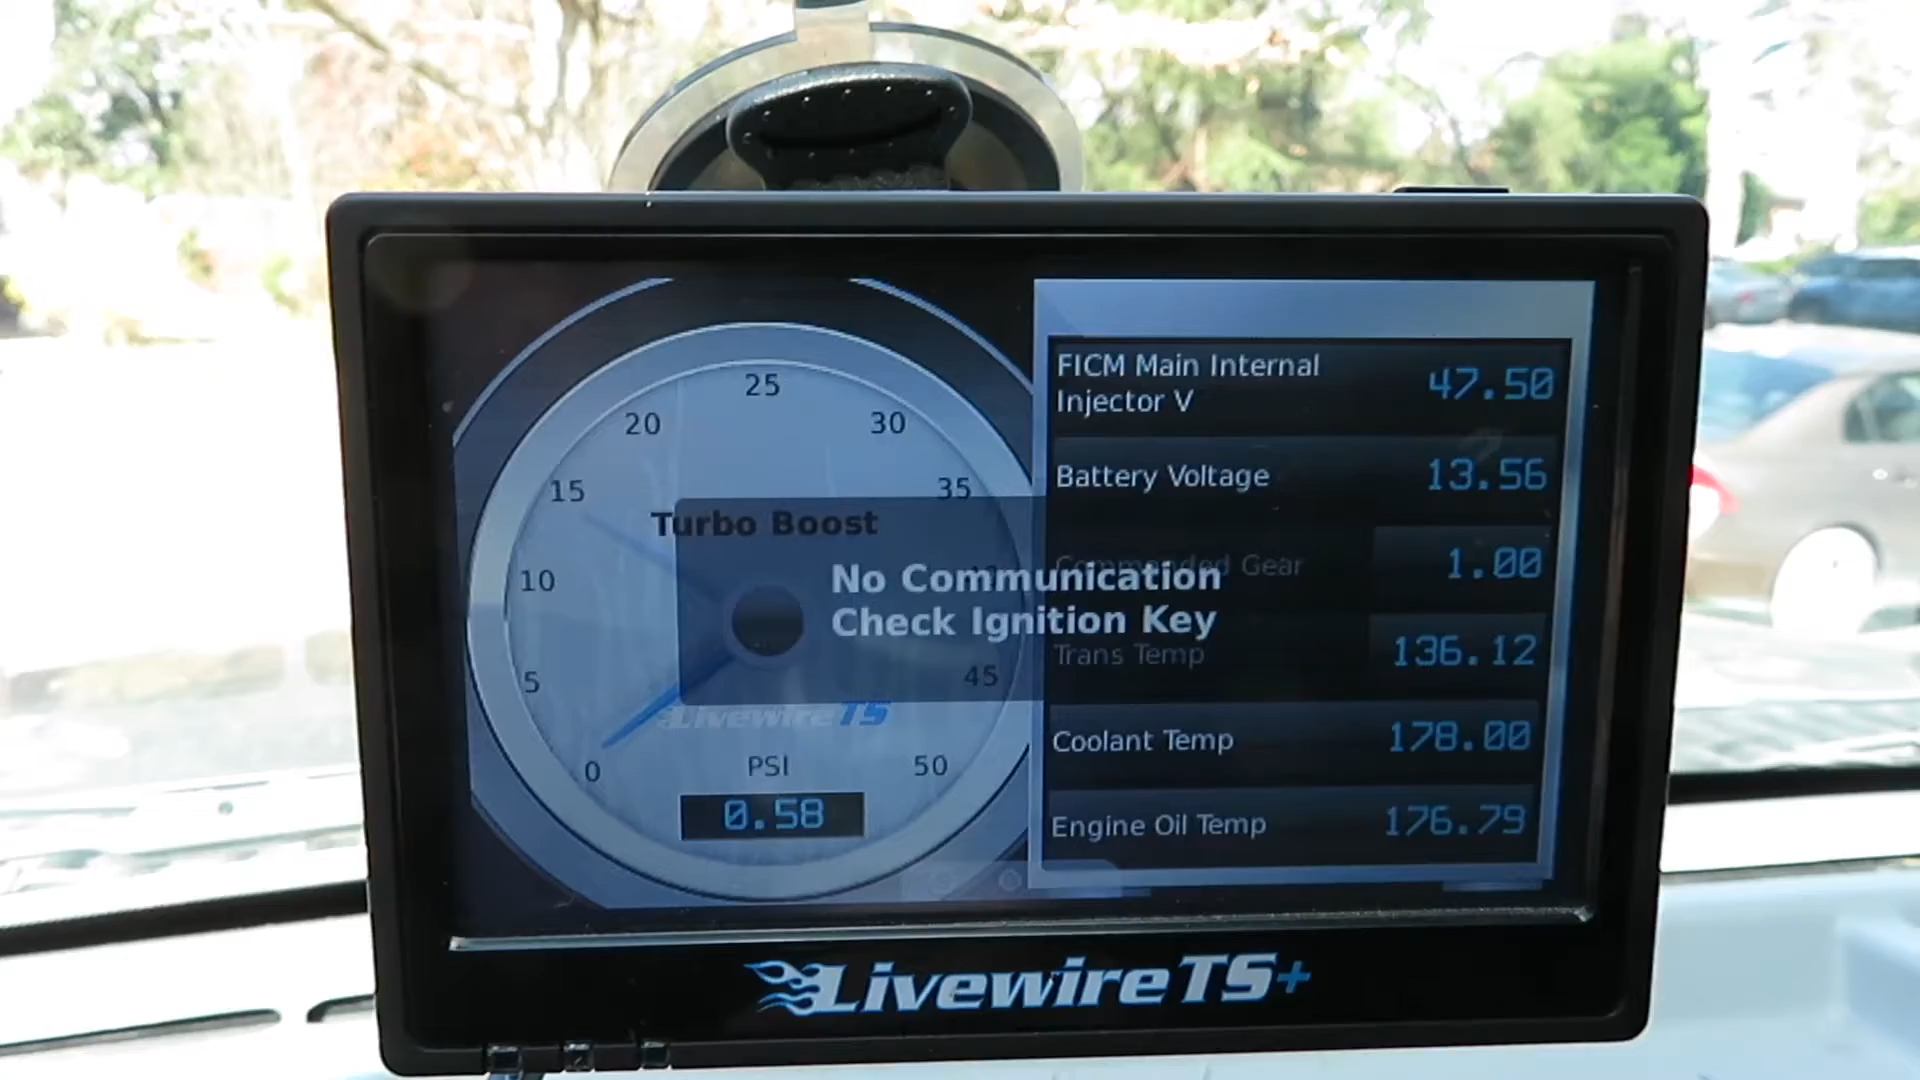 25
20
30
15
35
Turbo Boost
10
5
45
LivewireTS
0
PSI
50
0.58
FICM Main Internal
Injector V
47.50
Battery Voltage
13.56
Commanded Gear
1.00
No Communication
Check Ignition Key
Trans Temp
136.12
Coolant Temp
178.00
Engine Oil Temp
176.79
LivewireTS+